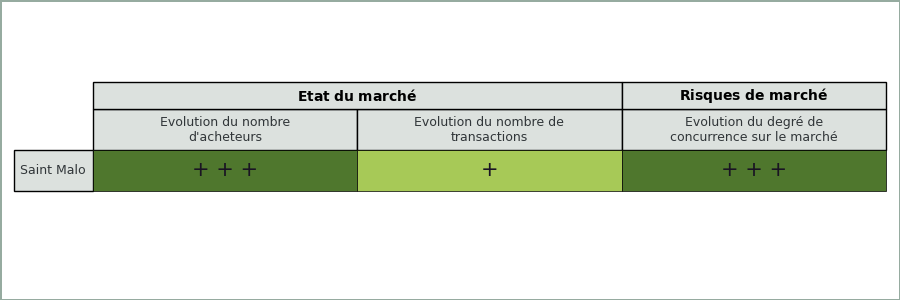 Etat du marché
Risques de marché
Evolution du nombre
d'acheteurs
Evolution du nombre de
transactions
Evolution du degré de
concurrence sur le marché
Saint Malo
+ + +
+
+ + +